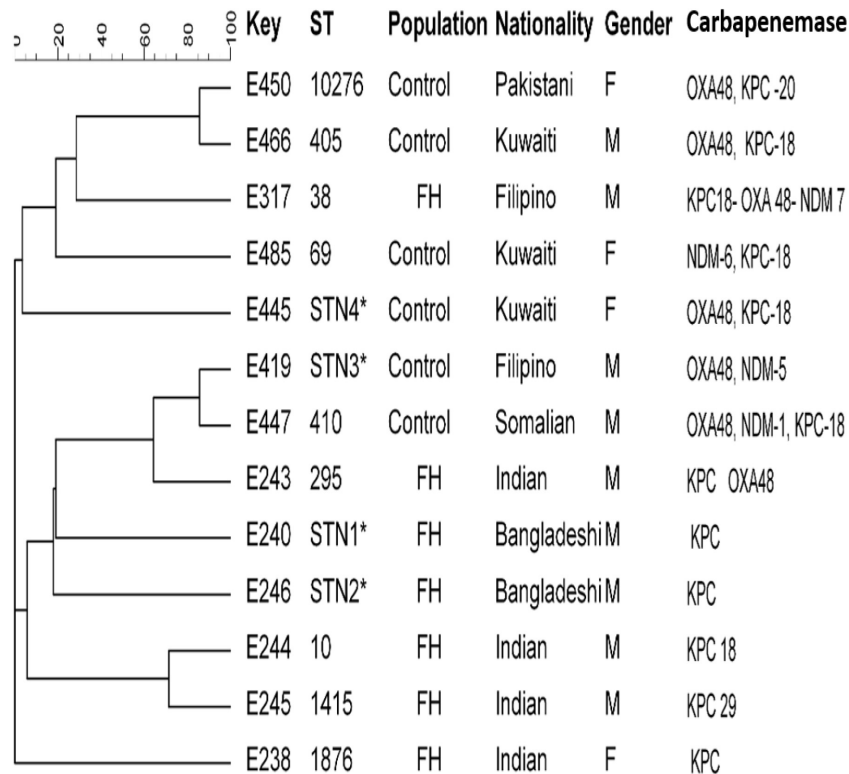 0 20 40 60 80 100
Key ST Population Nationality Gender Carbapenemase
E450 10276 Control Pakistani F OXA48, KPC -20
E466 405 Control Kuwaiti M OXA48, KPC-18
E317 38 FH Filipino M KPC18- OXA 48- NDM 7
E485 69 Control Kuwaiti F NDM-6, KPC-18
E445 STN4* Control Kuwaiti F OXA48, KPC-18
E419 STN3* Control Filipino M OXA48, NDM-5
E447 410 Control Somalian M OXA48, NDM-1, KPC-18
E243 295 FH Indian M KPC OXA48
E240 STN1* FH Bangladeshi M KPC
E246 STN2* FH Bangladeshi M KPC
E244 10 FH Indian M KPC 18
E245 1415 FH Indian M KPC 29
E238 1876 FH Indian F KPC